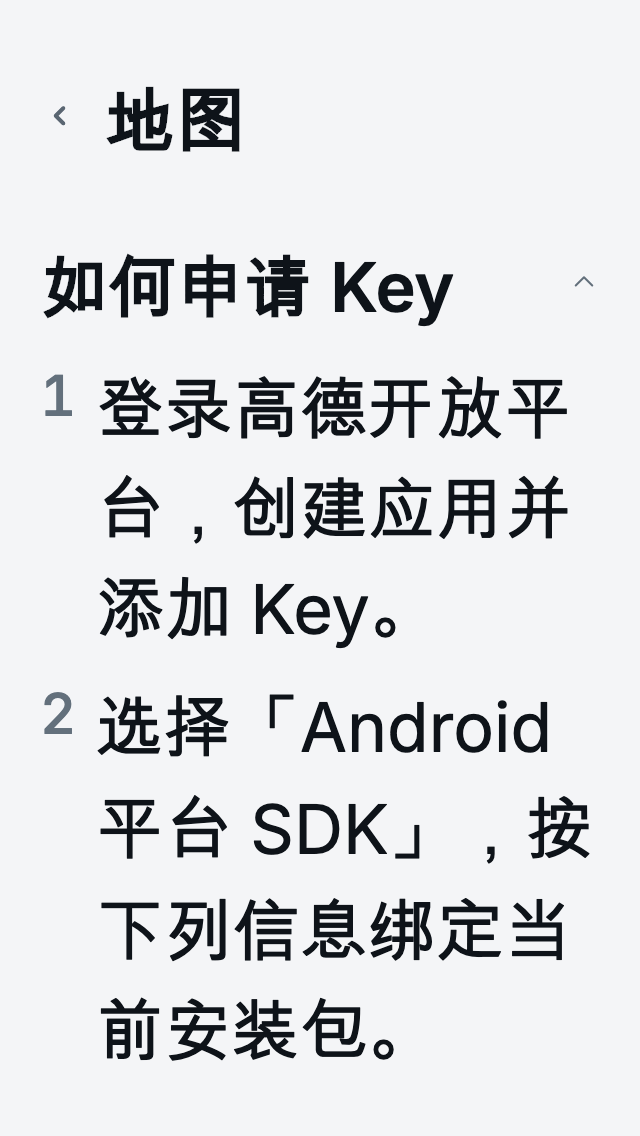 地图
如何申请 Key
1 登录高德开放平
台，创建应用并
添加 Key。
2 选择「Android
平台 SDK」，按
下列信息绑定当
前安装包。